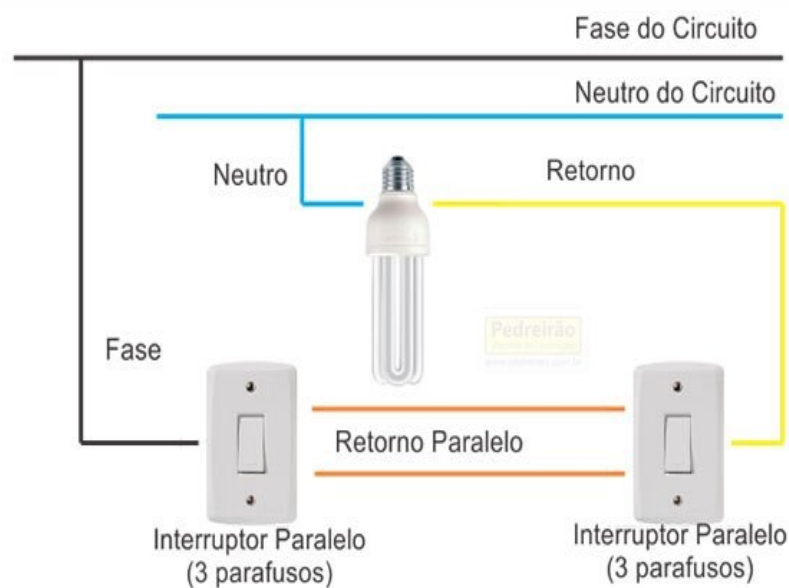 Fase do Circuito
Neutro do Circuito
Neutro
Retorno
Pedreirão
Fase
Retorno Paralelo
Interruptor Paralelo
(3 parafusos)
Interruptor Paralelo
(3 parafusos)